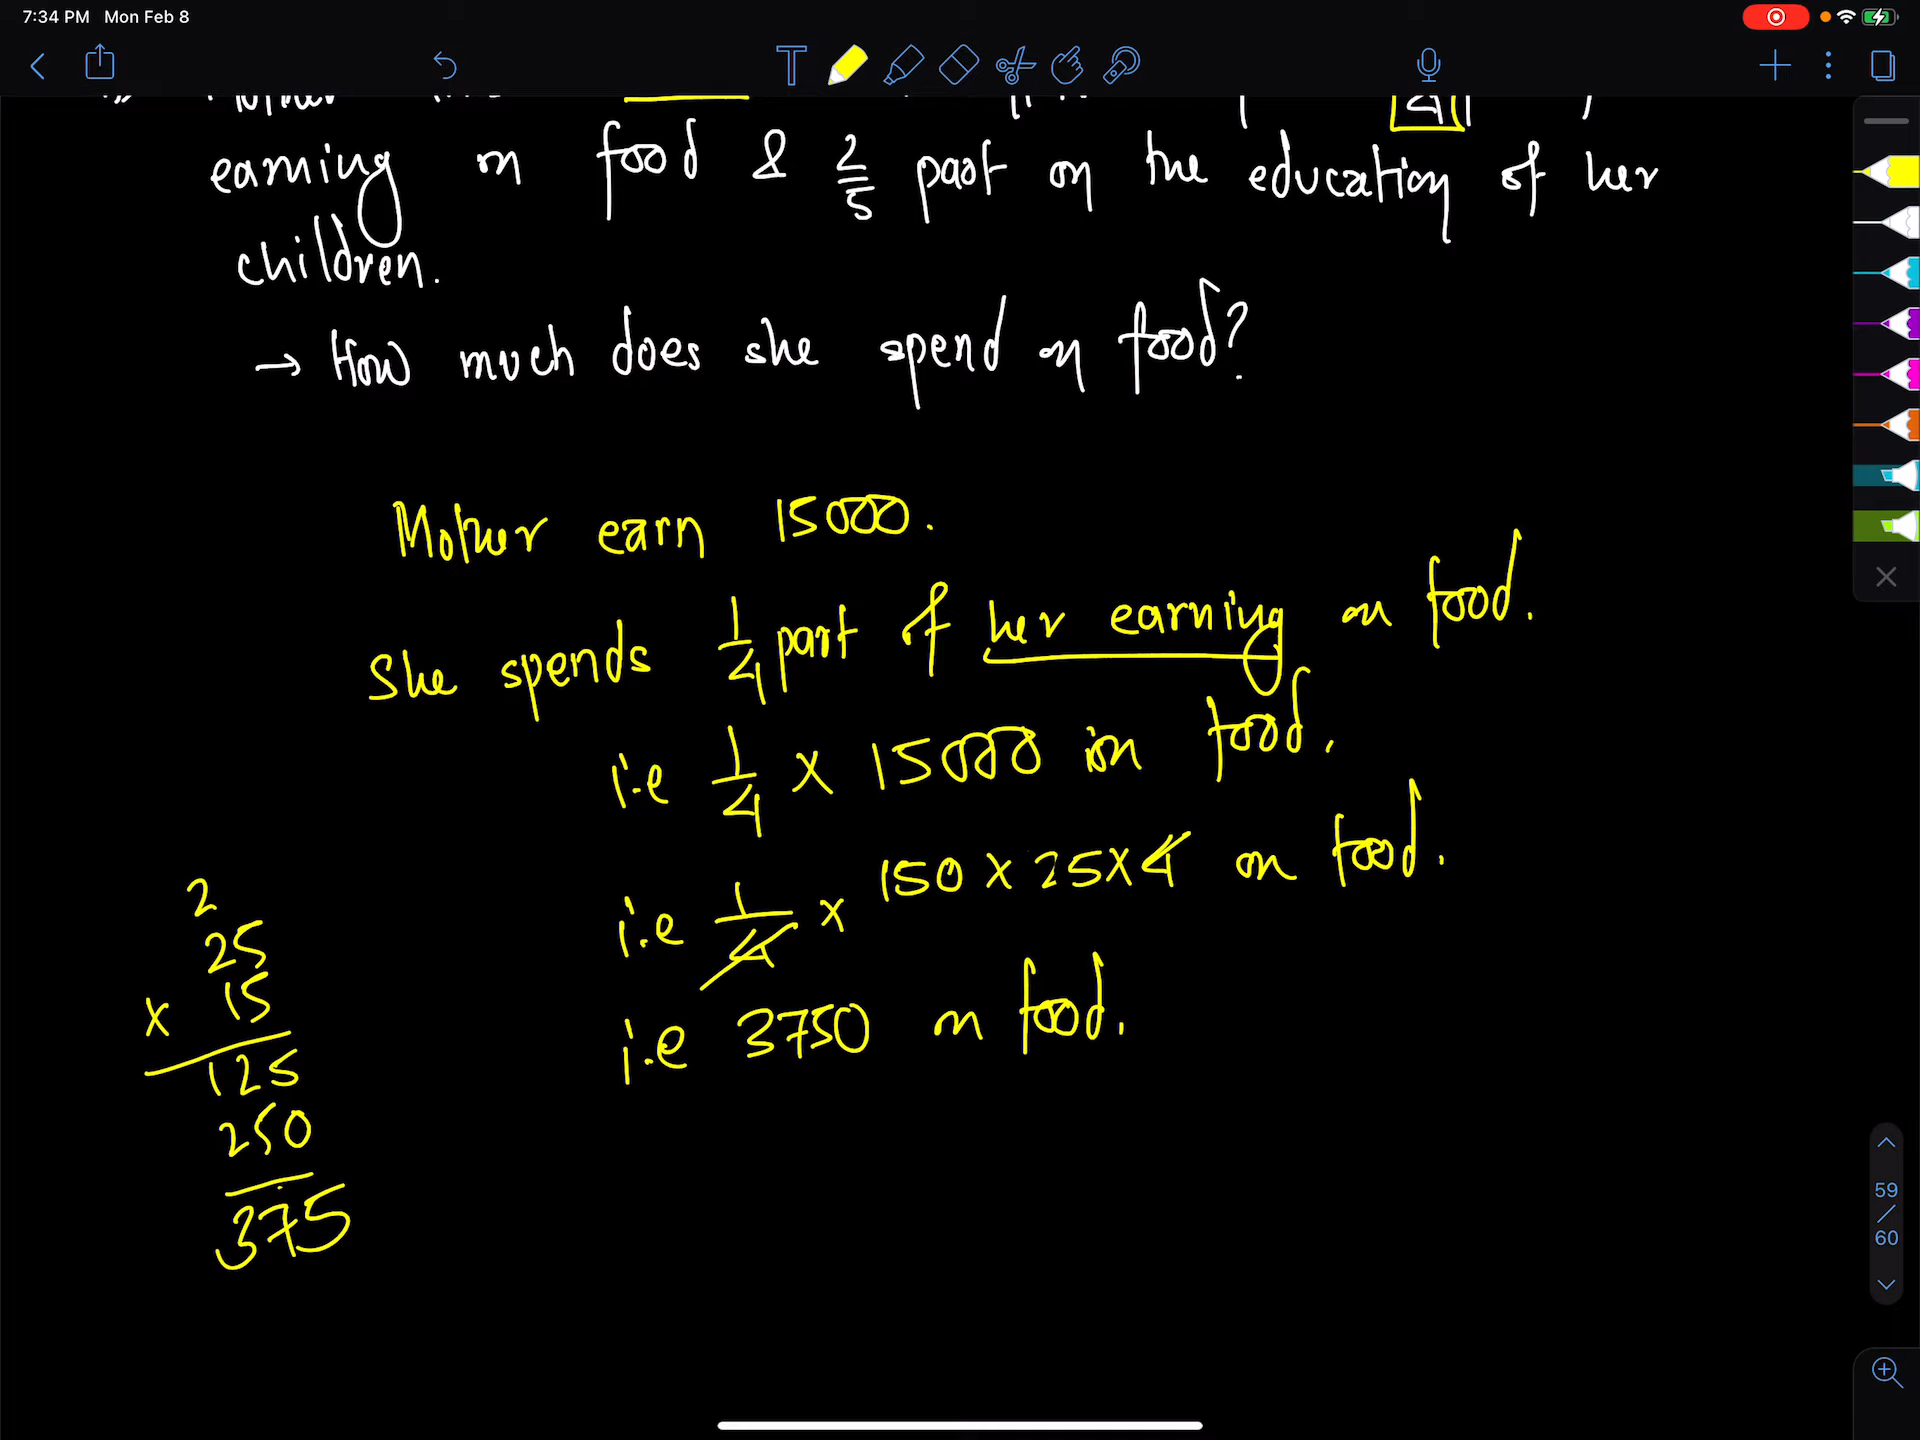 7:34 PM Mon Feb 8
earning on food & 2/5 part on the education of her
children.
→ How much does she spend on food?
Mother earn 15000.
She spends 1/4 part of her earning on food.
i.e 1/4 × 15000 on food.
i.e 1/4 × 150 × 25 × 4 on food.
i.e 3750 on food.
2
25
× 15
125
250
375
59
/
60